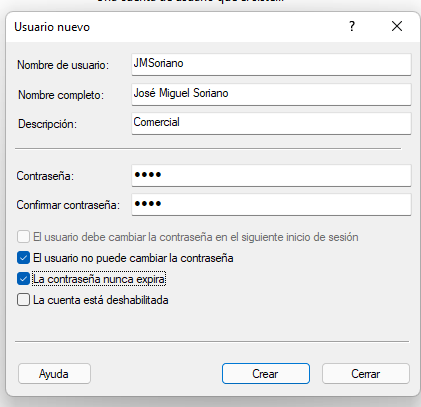 Usuario nuevo ? ×
Nombre de usuario: JMSoriano
Nombre completo: José Miguel Soriano
Descripción: Comercial
Contraseña: ••••
Confirmar contraseña: ••••
El usuario debe cambiar la contraseña en el siguiente inicio de sesión
El usuario no puede cambiar la contraseña
La contraseña nunca expira
La cuenta está deshabilitada
Ayuda Crear Cerrar